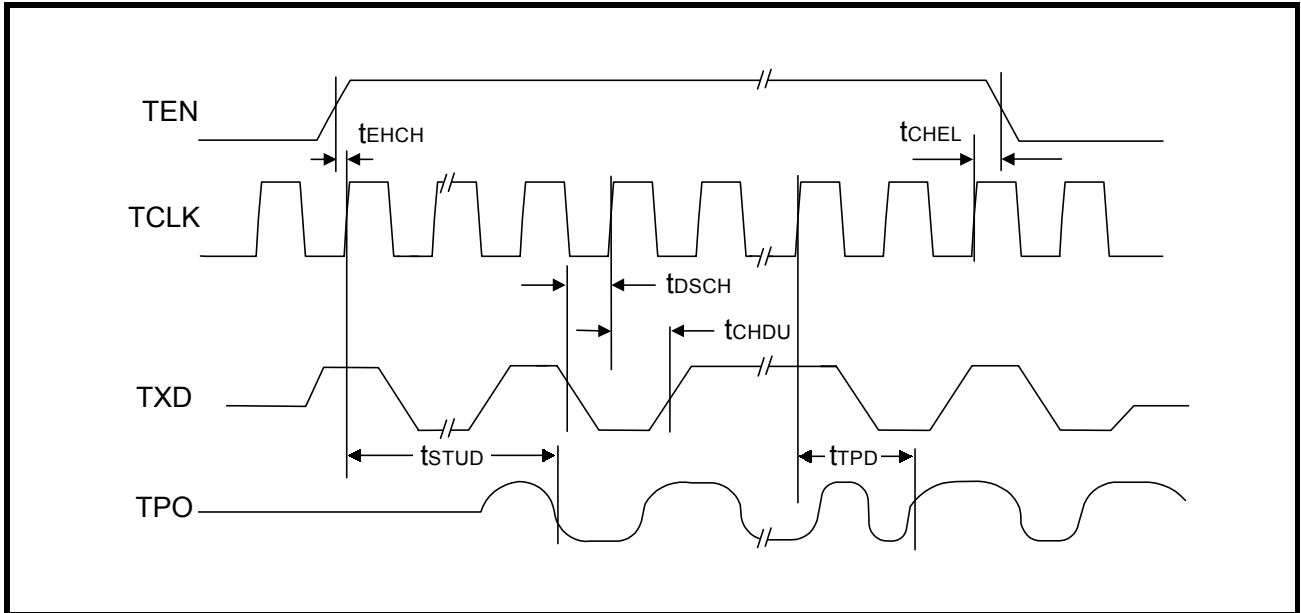 TEN
tEHCH
tCHEL
TCLK
tDSCH
tCHDU
TXD
tSTUD
tTPD
TPO